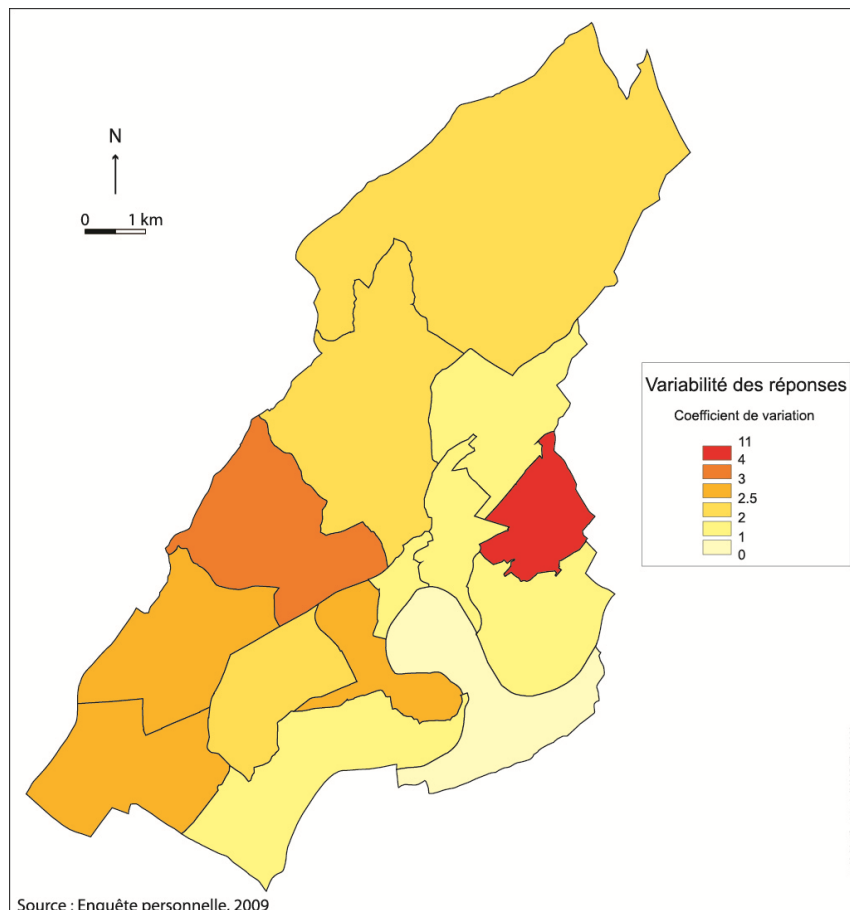 N
0 1 km
Variabilité des réponses
Coefficient de variation
11
4
3
2.5
2
1
0
Source : Enquête personnelle, 2009